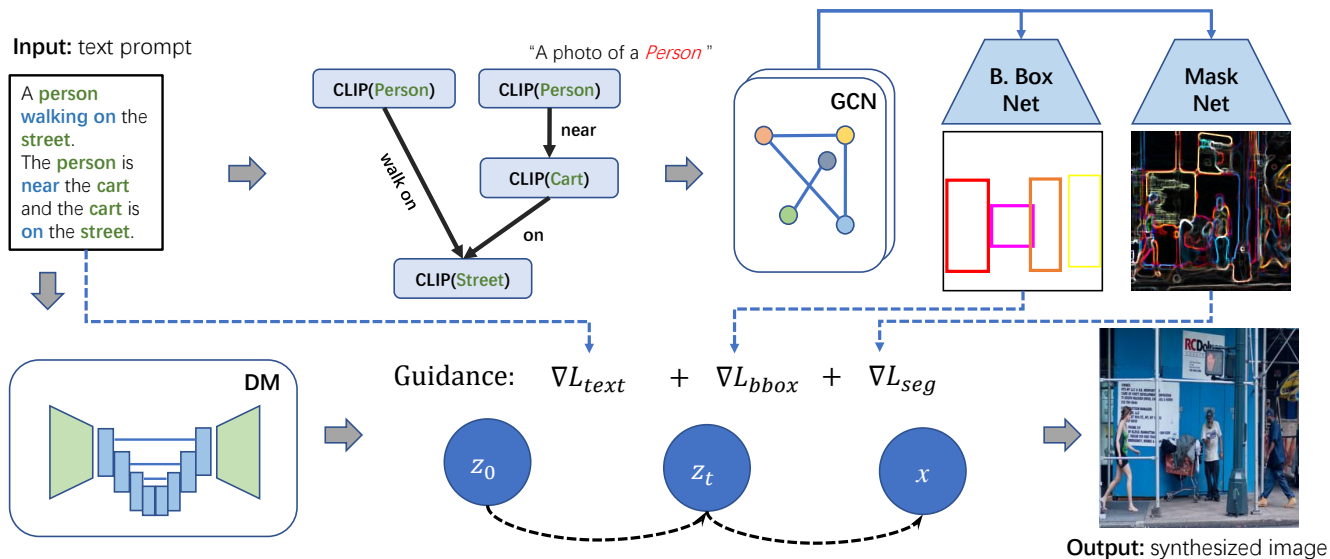 Input: text prompt
A person
walking on the
street.
The person is
near the cart
and the cart is
on the street.
"A photo of a Person "
CLIP(Person)
CLIP(Person)
near
walk on
CLIP(Cart)
on
CLIP(Street)
GCN
B. Box
Net
Mask
Net
DM
Guidance: ∇L_text + ∇L_bbox + ∇L_seg
z_0
z_t
x
RCDo
Output: synthesized image